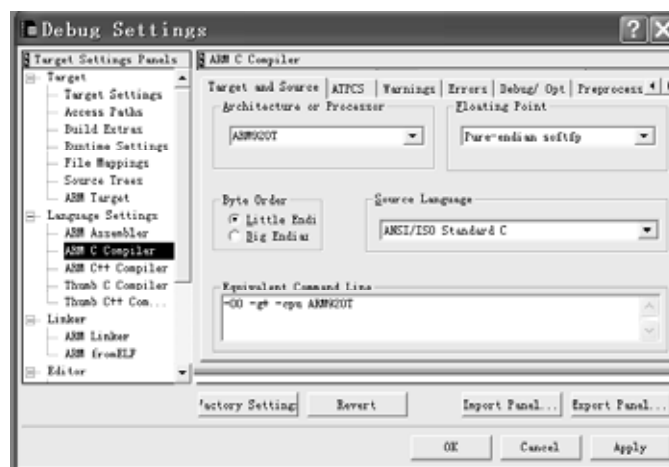 Debug Settings
Target Settings Panels
Target
Target Settings
Access Paths
Build Extras
Runtime Settings
File Mappings
Source Trees
ARM Target
Language Settings
ARM Assembler
ARM C Compiler
ARM C++ Compiler
Thumb C Compiler
Thumb C++ Com...
Linker
ARM Linker
ARM fromELF
Editor
ARM C Compiler
Target and Source
ATPCS
Warnings
Errors
Debug/ Opt
Preprocess
Architecture or Processor
ARM920T
Floating Point
Pure-endian softfp
Byte Order
Little Endi
Big Endian
Source Language
ANSI/ISO Standard C
Equivalent Command Line
-O0 -g+ -cpu ARM920T
actory Setting
Revert
Import Panel...
Export Panel...
OK
Cancel
Apply